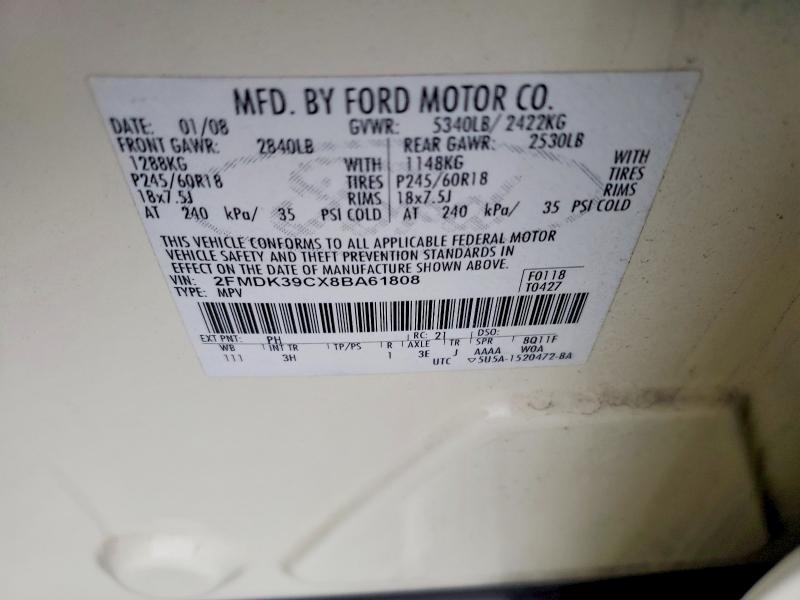 MFD. BY FORD MOTOR CO.
DATE: 01/08 GVWR: 5340LB/ 2422KG
FRONT GAWR: 2840LB REAR GAWR: 2530LB
1288KG WITH 1148KG WITH
P245/60R18 TIRES P245/60R18 TIRES
18x7.5J RIMS 18x7.5J RIMS
AT 240 kPa/ 35 PSI COLD AT 240 kPa/ 35 PSI COLD
THIS VEHICLE CONFORMS TO ALL APPLICABLE FEDERAL MOTOR
VEHICLE SAFETY AND THEFT PREVENTION STANDARDS IN
EFFECT ON THE DATE OF MANUFACTURE SHOWN ABOVE.
VIN: 2FMDK39CX8BA61808 F0118
TYPE: MPV T0427
EXT PNT: PH RC: 21 DSO:
WB INT TR TP/PS R AXLE TR SPR 8Q11F
111 3H 1 3E J AAAA W0A
UTC ▽5U5A-1520472-BA